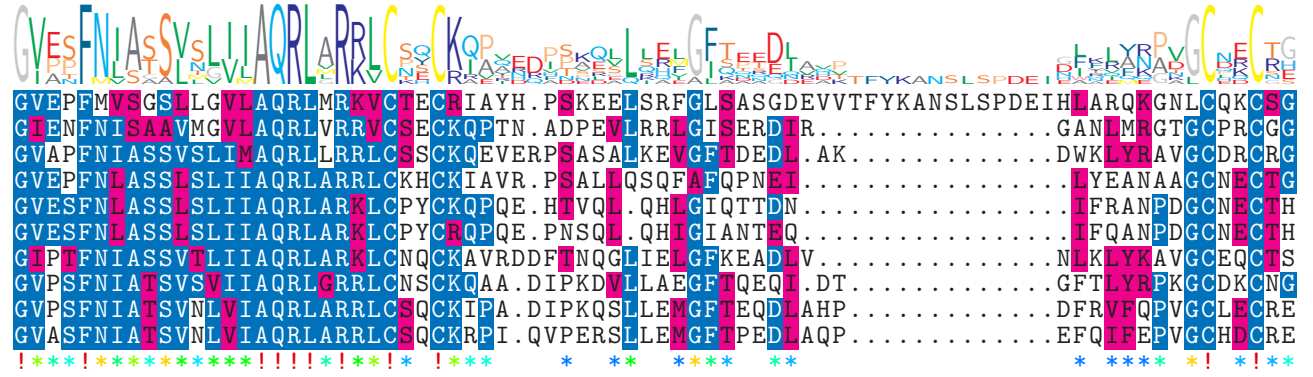 GVEPFMVSGSLLGVLAQRLMRKVCTECRIAYH.PSKEELSRFGLSASGDEVVTFYKANSLSPDEIHLARQKGNLCQKCSG
GIENFNISAAVMGVLAQRLVRRVCSECKQPTN.ADPEVLRRLGISERDIR...............GANLMRGTGCPRCGG
GVAPFNIASSVSLIMAQRLLRRLCSSCKQEVERPSASALKEVGFTDEDL.AK.............DWKLYRAVGCDRCRG
GVEPFNLASSLSLIIAQRLARRLCKHCKIAVR.PSALLQSQFAFQPNEI.................LYEANAAGCNECTG
GVESFNLASSLSLIIAQRLARKLCPYCKQPQE.HTVQL.QHLGIQTTDN.................IFRANPDGCNECTH
GVESFNLASSLSLIIAQRLARKLCPYCRQPQE.PNSQL.QHIGIANTEQ.................IFQANPDGCNECTH
GIPTFNIASSVTLIIAQRLARKLCNQCKAVRDDFTNQGLIELGFKEADLV...............NLKLYKAVGCEQCTS
GVPSFNIATSVSVIIAQRLGRRLCNSCKQAA.DIPKDVLLAEGFTQEQI.DT.............GFTLYRPKGCDKCNG
GVPSFNIATSVNLVIAQRLARRLCSQCKIPA.DIPKQSLLEMGFTEQDLAHP.............DFRVFQPVGCLECRE
GVASFNIATSVNLVIAQRLARRLCSQCKRPI.QVPERSLLEMGFTPEDLAQP.............EFQIFEPVGCHDCRE
!***!**********!!!!*!**!* !***    *  **  ****  **                 * **** *! *!**